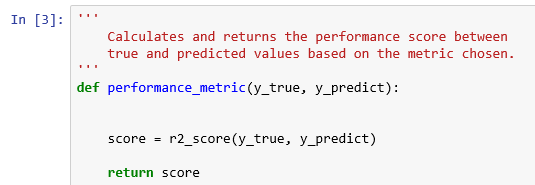 In [3]: '''
Calculates and returns the performance score between
true and predicted values based on the metric chosen.
'''
def performance_metric(y_true, y_predict):
score = r2_score(y_true, y_predict)
return score